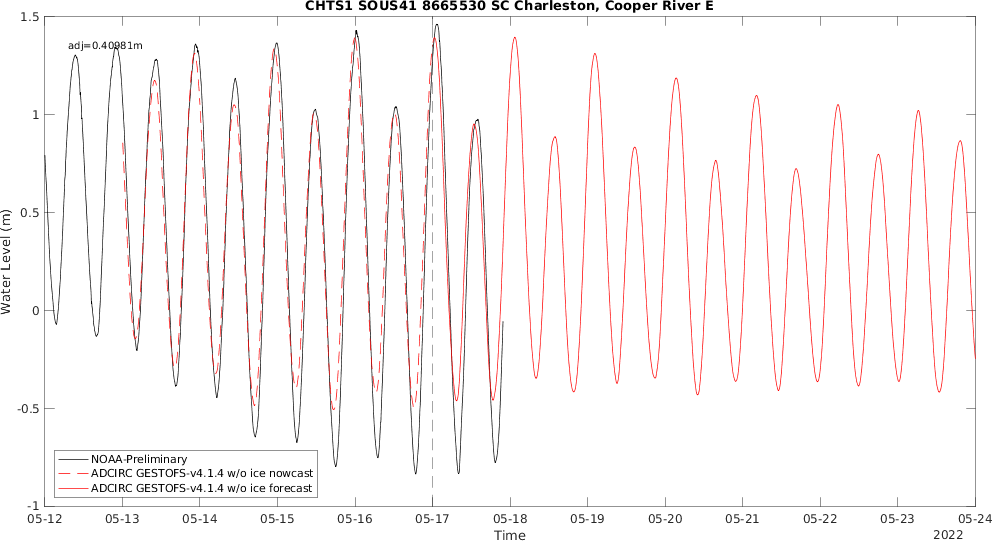 CHTS1 SOUS41 8665530 SC Charleston, Cooper River E
adj=0.40981m
1.5
1
0.5
0
-0.5
-1
Water Level (m)
NOAA-Preliminary
ADCIRC GESTOFS-v4.1.4 w/o ice nowcast
ADCIRC GESTOFS-v4.1.4 w/o ice forecast
05-12 05-13 05-14 05-15 05-16 05-17 05-18 05-19 05-20 05-21 05-22 05-23 05-24
Time
2022